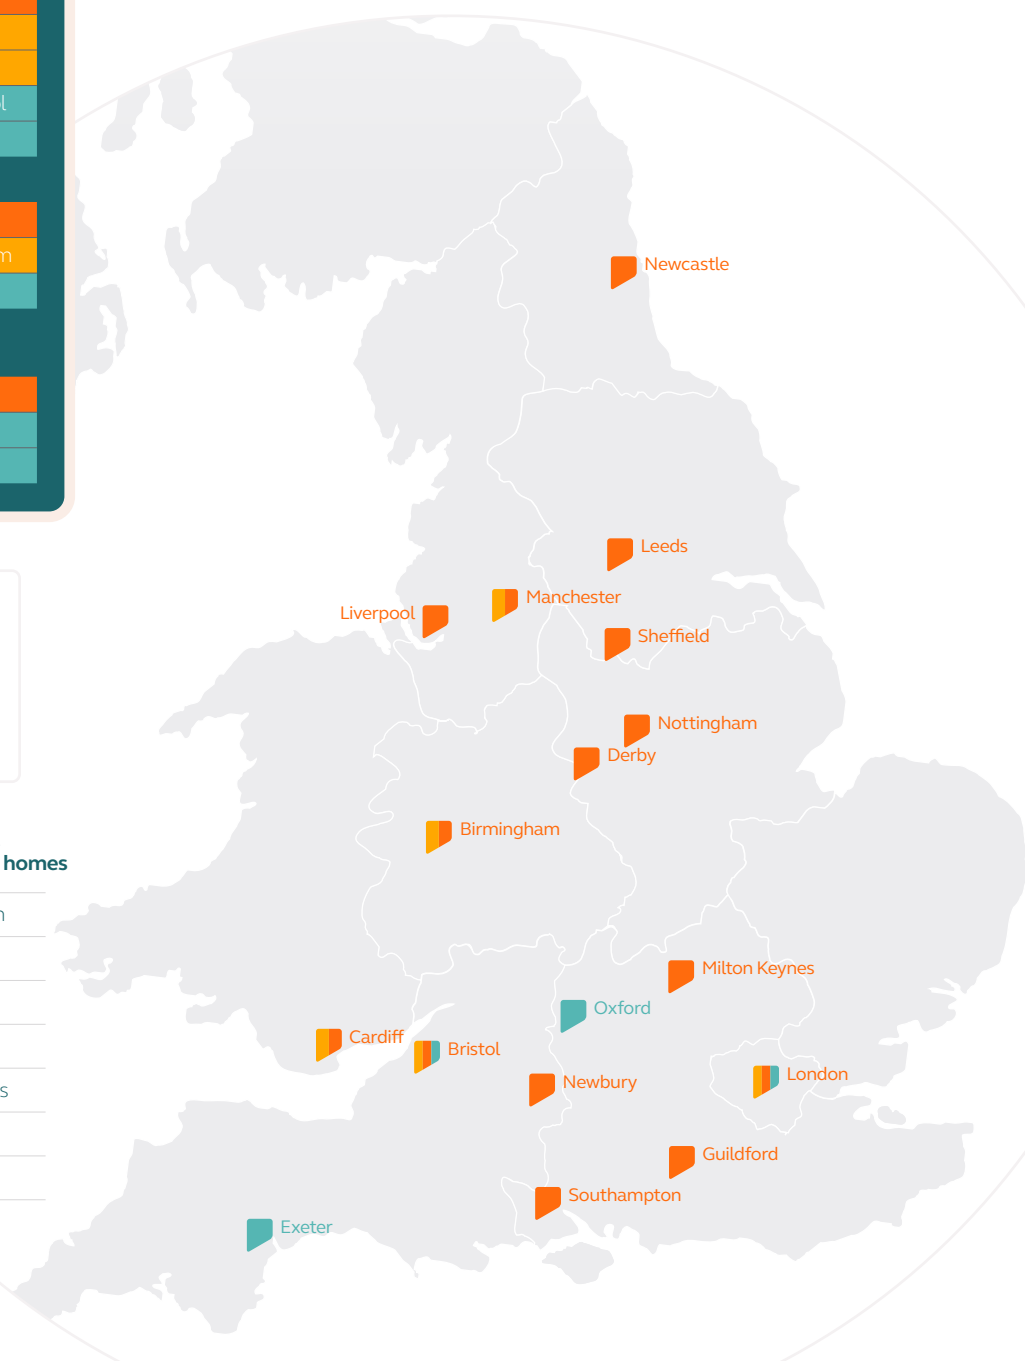 homes
Newcastle
Leeds
Manchester
Liverpool
Sheffield
Nottingham
Derby
Birmingham
Milton Keynes
Oxford
Cardiff
Bristol
London
Newbury
Guildford
Southampton
Exeter